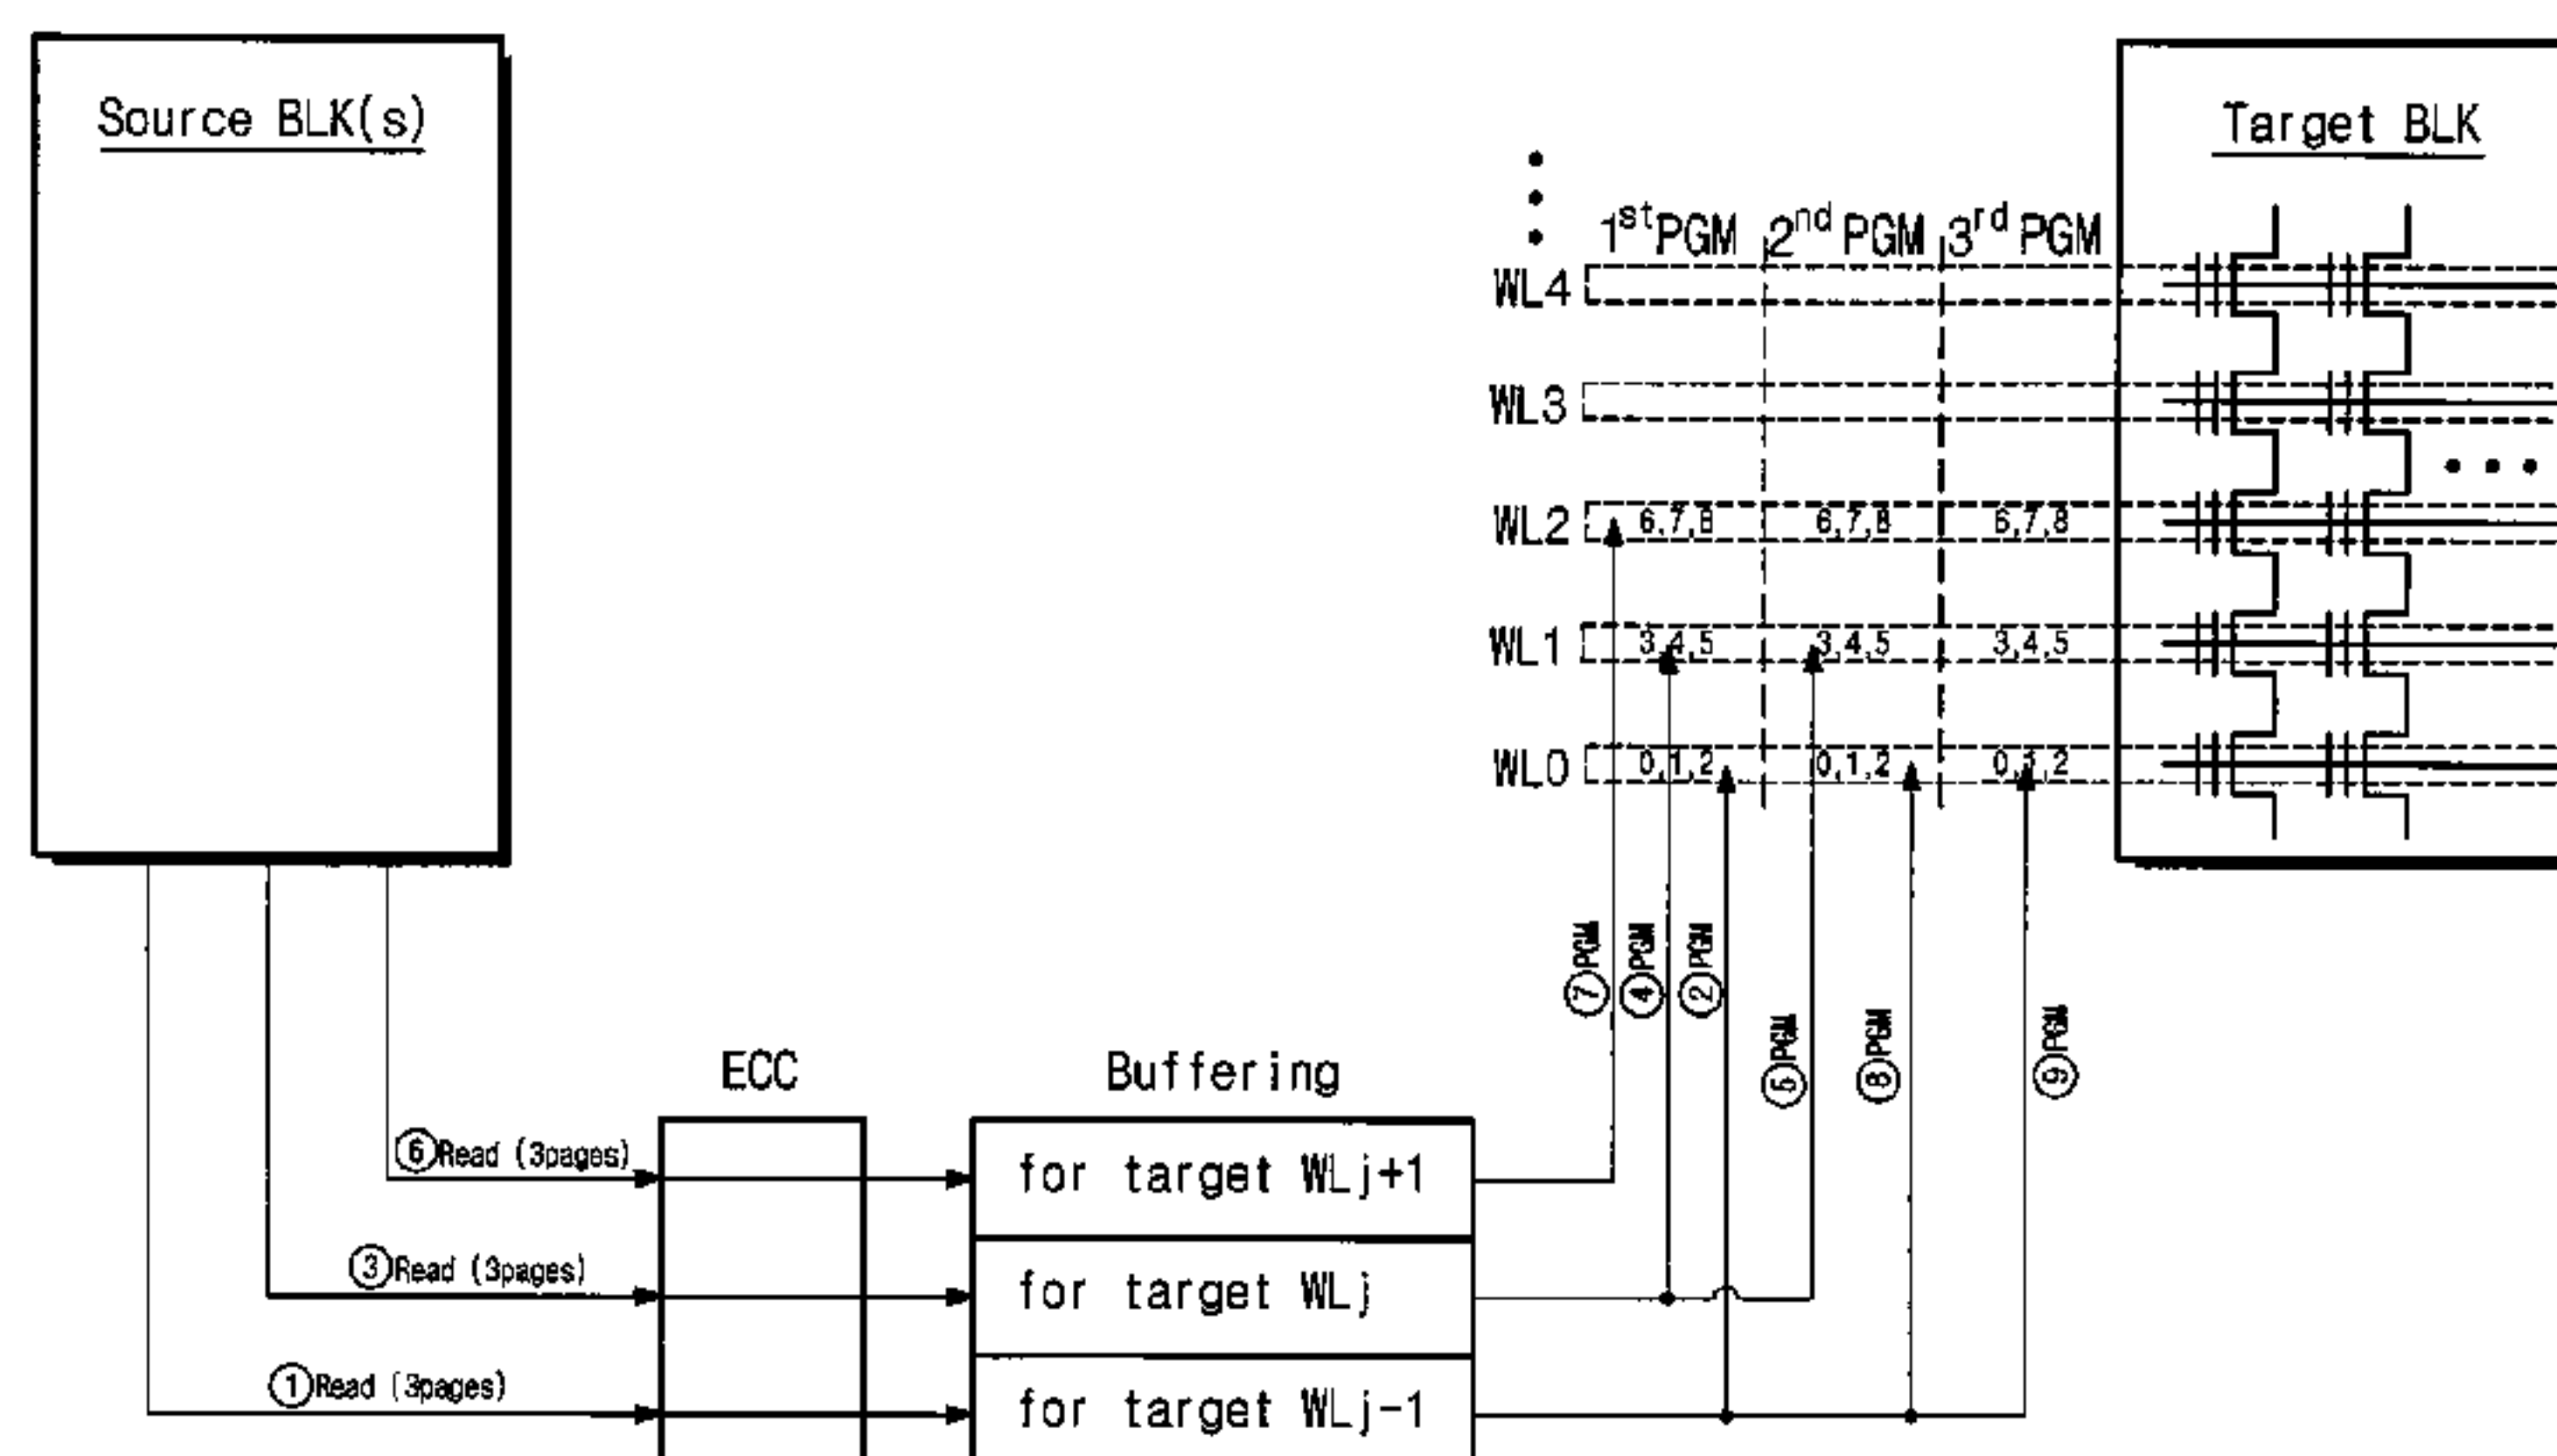 Source BLK(s)
Target BLK
1st PGM 2nd PGM 3rd PGM
WL4
WL3
WL2 6,7,8 6,7,8 6,7,8
WL1 3,4,5 3,4,5 3,4,5
WL0 0,1,2 0,1,2 0,1,2
⑦PGM
④PGM
②PGM
⑤PGM
⑧PGM
⑨PGM
ECC
Buffering
⑥Read (3pages)
for target WLj+1
③Read (3pages)
for target WLj
①Read (3pages)
for target WLj-1